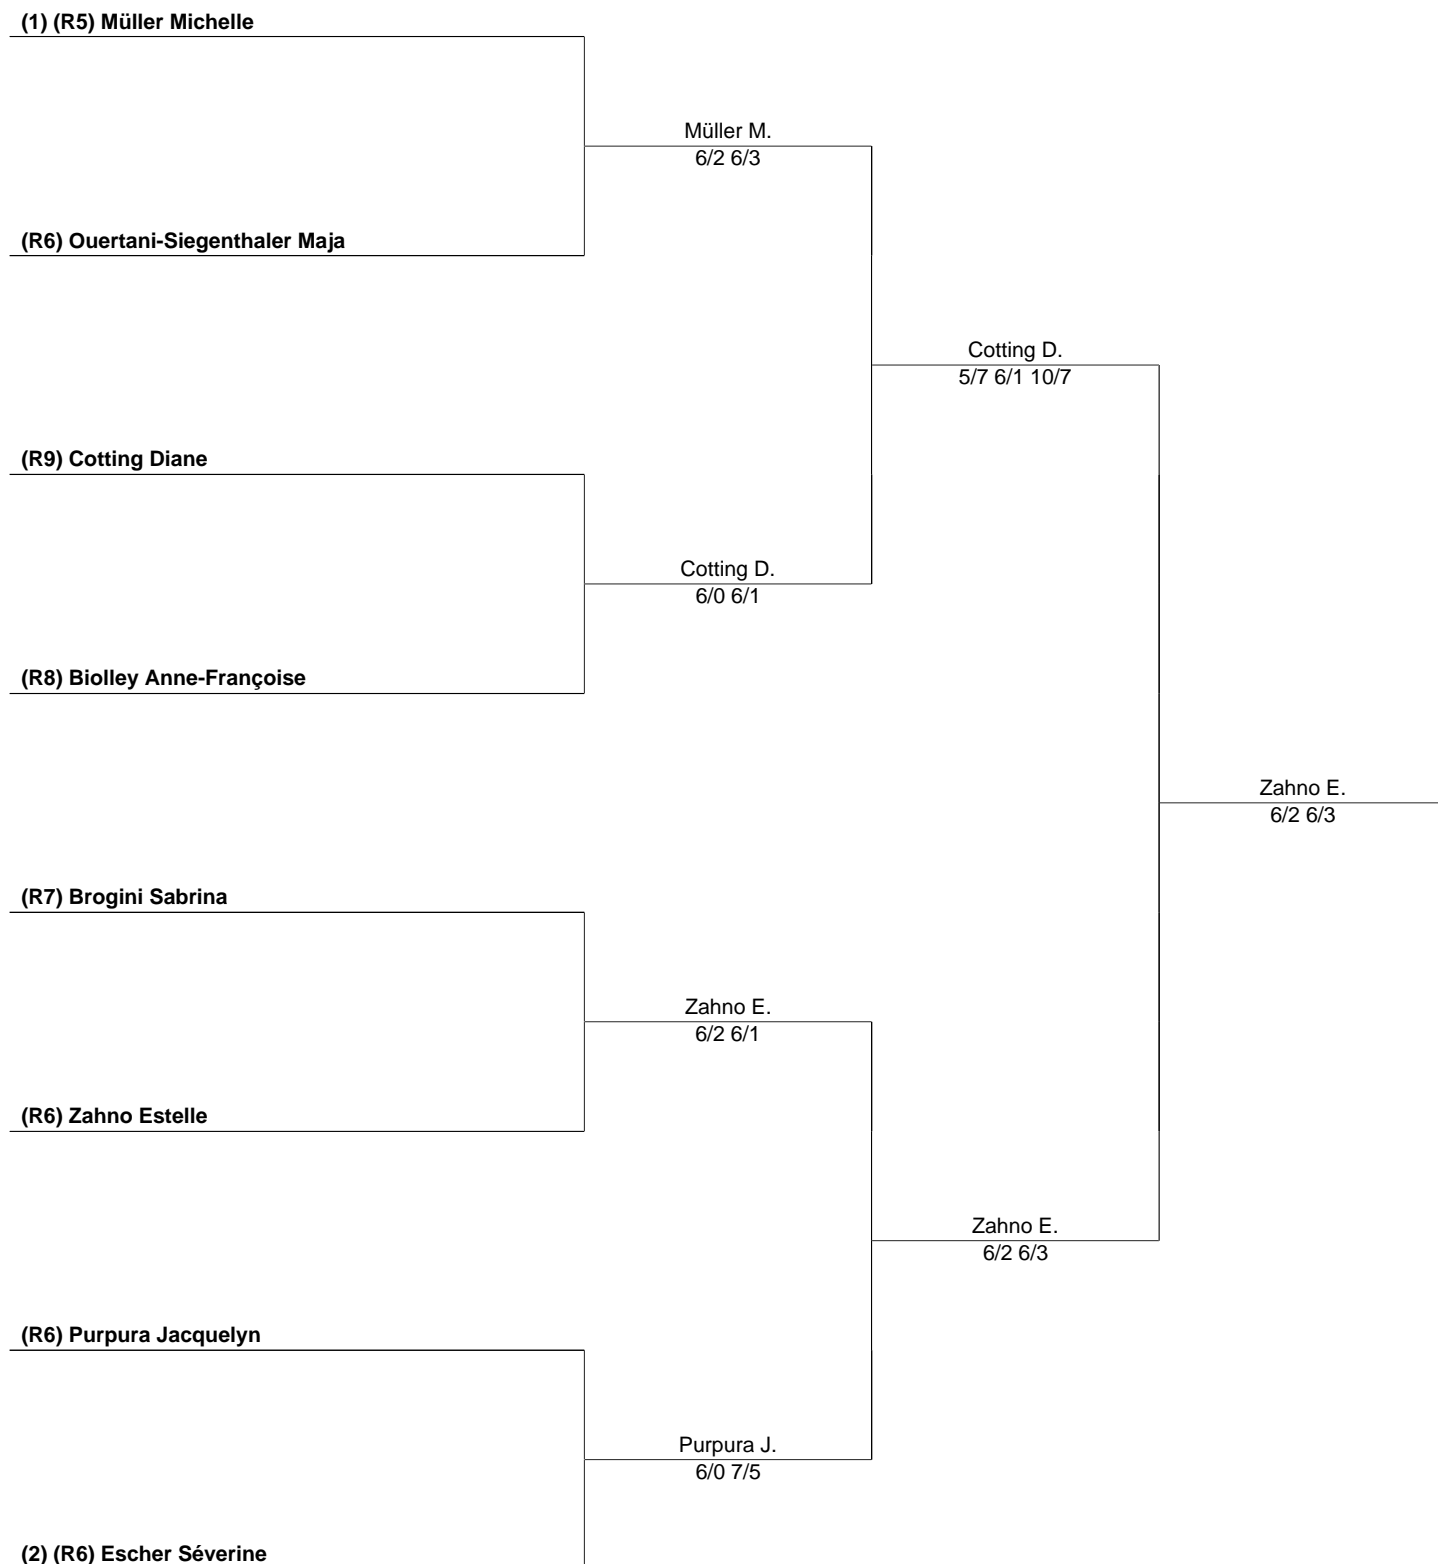 (1) (R5) Müller Michelle
Müller M.
6/2 6/3
(R6) Ouertani-Siegenthaler Maja
Cotting D.
5/7 6/1 10/7
(R9) Cotting Diane
Cotting D.
6/0 6/1
(R8) Biolley Anne-Françoise
Zahno E.
6/2 6/3
(R7) Brogini Sabrina
Zahno E.
6/2 6/1
(R6) Zahno Estelle
Zahno E.
6/2 6/3
(R6) Purpura Jacquelyn
Purpura J.
6/0 7/5
(2) (R6) Escher Séverine